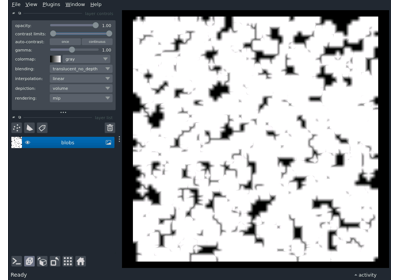 File View Plugins Window Help
opacity: 1.00
contrast limits:
auto-contrast: once continuous
gamma: 1.00
colormap: gray
blending: translucent_no_depth
interpolation: linear
depiction: volume
rendering: mip
blobs
Ready
activity